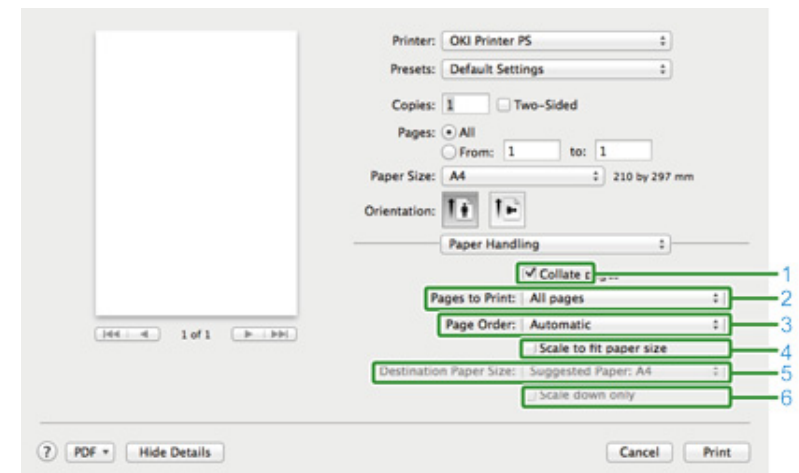 Printer: OKI Printer PS
Presets: Default Settings
Copies: 1 Two-Sided
Pages: All
From: 1 to: 1
Paper Size: A4 210 by 297 mm
Orientation:
Paper Handling
Collate 1
Pages to Print: All pages 2
Page Order: Automatic 3
1 of 1
Scale to fit paper size 4
Destination Paper Size: Suggested Paper: A4 5
Scale down only 6
? PDF Hide Details Cancel Print